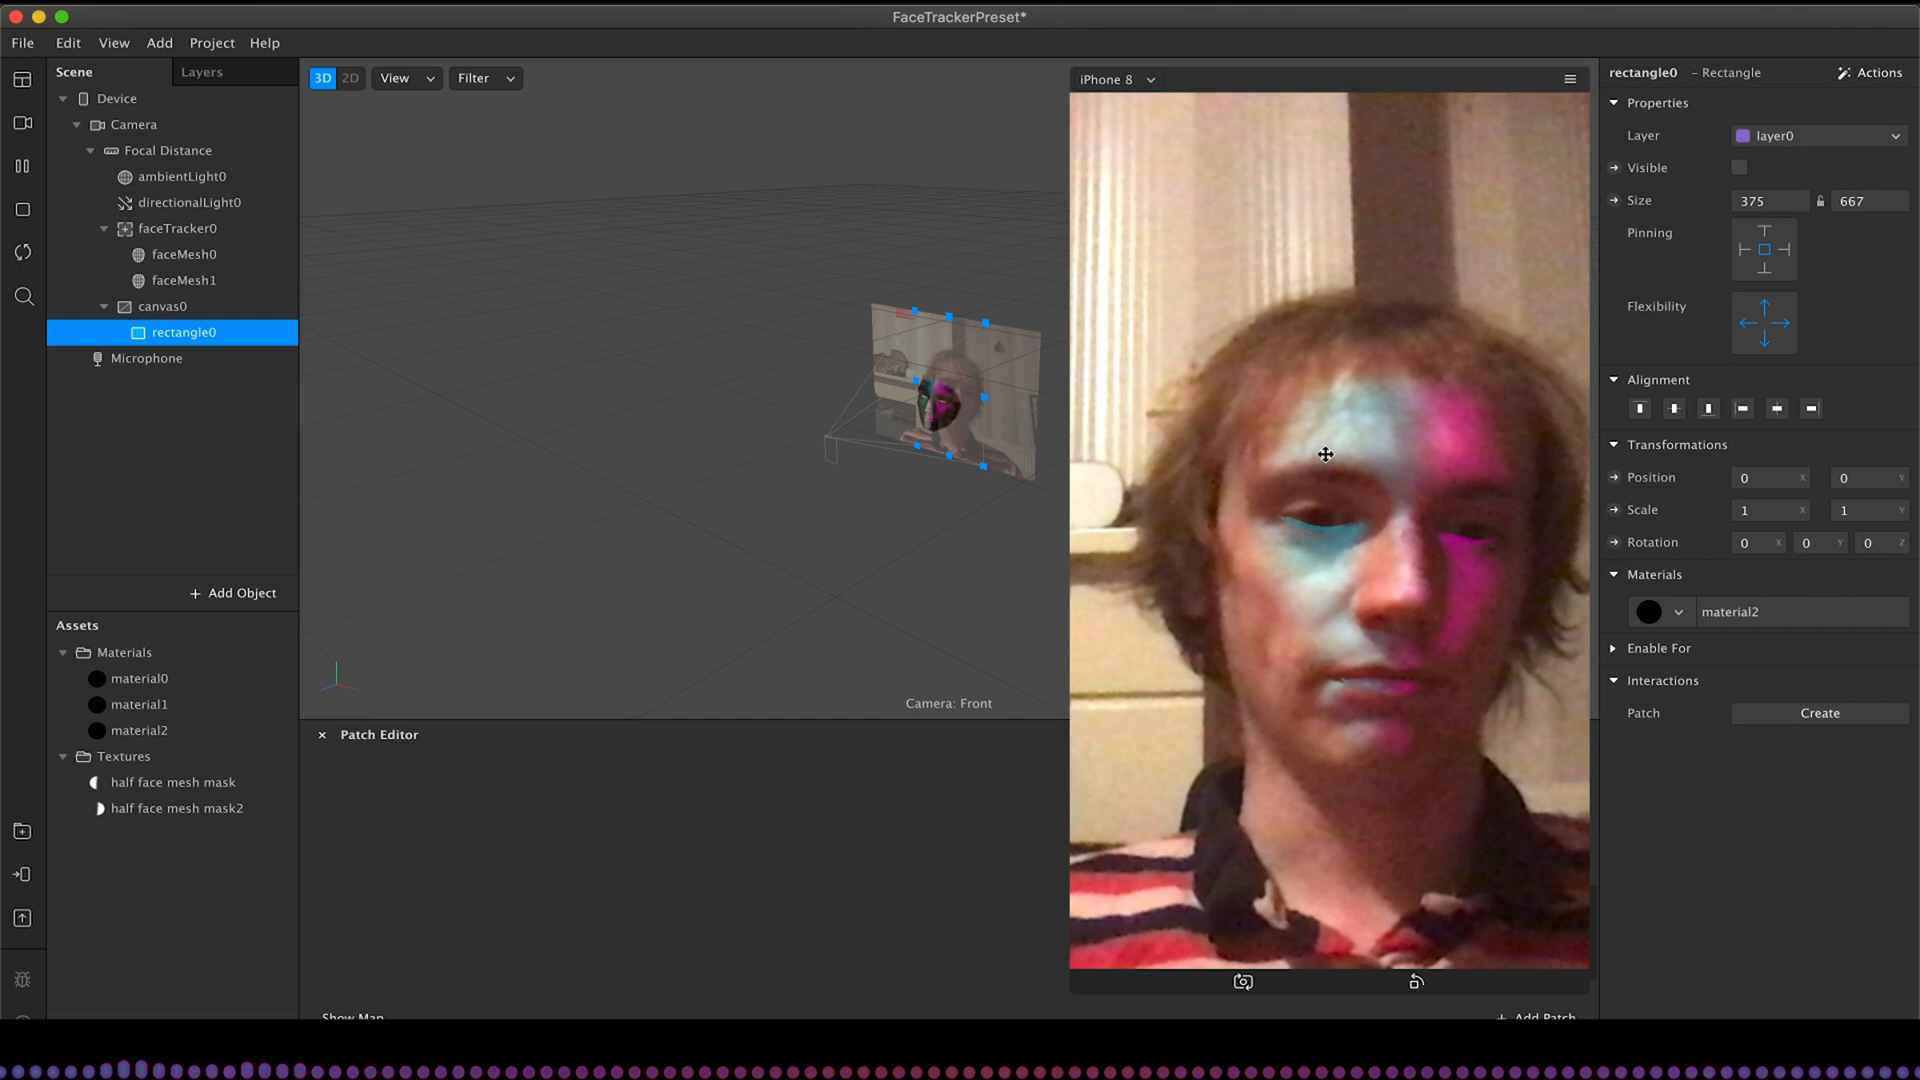 FaceTrackerPreset*
File Edit View Add Project Help
Scene Layers
Device
Camera
Focal Distance
ambientLight0
directionalLight0
faceTracker0
faceMesh0
faceMesh1
canvas0
rectangle0
Microphone
+ Add Object
Assets
Materials
material0
material1
material2
Textures
half face mesh mask
half face mesh mask2
3D 2D View Filter
Camera: Front
× Patch Editor
Show Map
+ Add Patch
iPhone 8
rectangle0 - Rectangle Actions
Properties
Layer layer0
Visible
Size 375 667
Pinning
Flexibility
Alignment
Transformations
Position 0 X 0 Y
Scale 1 X 1 Y
Rotation 0 X 0 Y 0 Z
Materials
material2
Enable For
Interactions
Patch Create